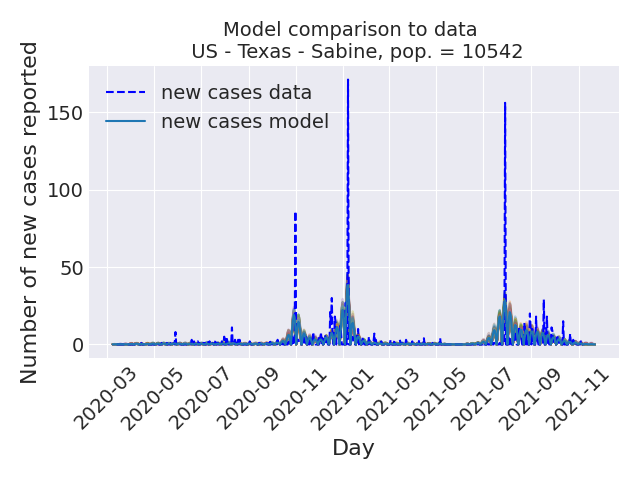 Model comparison to data
US - Texas - Sabine, pop. = 10542
new cases data
new cases model
Number of new cases reported
150
100
50
0
2020-03
2020-05
2020-07
2020-09
2020-11
2021-01
2021-03
2021-05
2021-07
2021-09
2021-11
Day